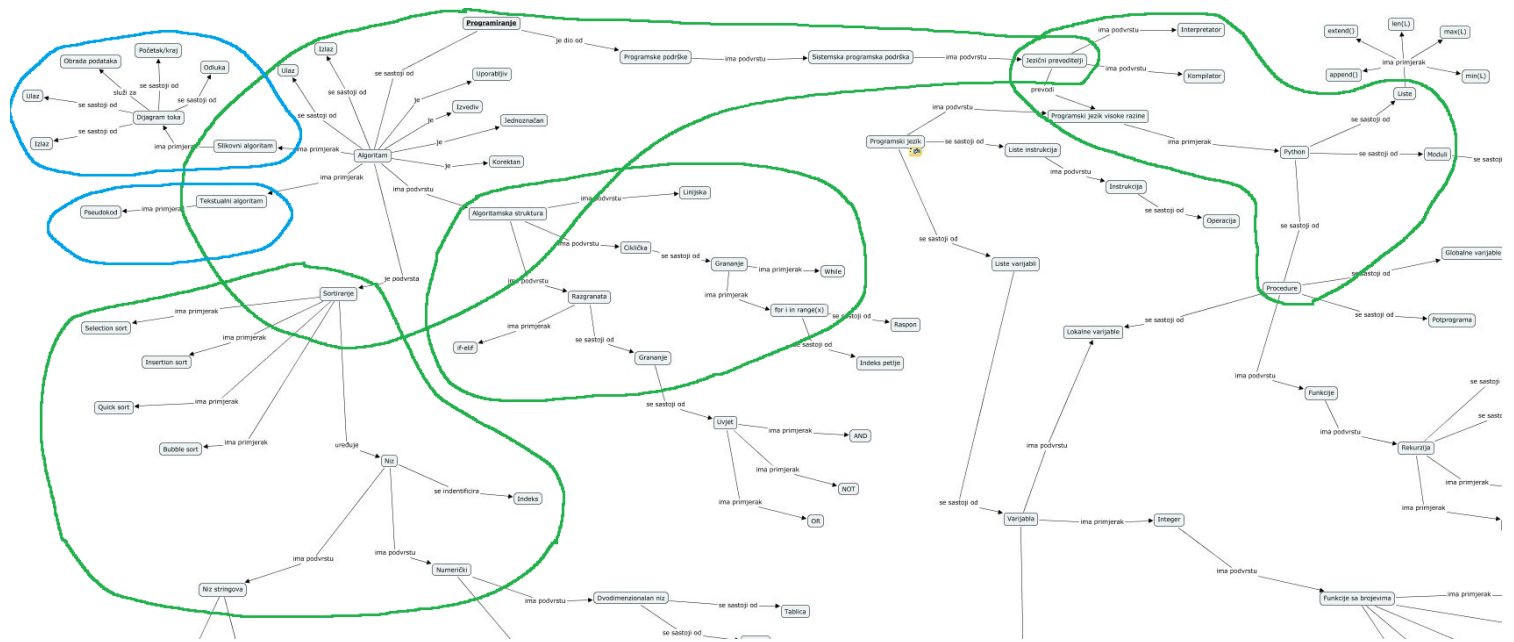 Programiranje
je dio od
Programske podrške
ima podvrstu
Sistemska programska podrška
ima podvrstu
Jezični prevoditelji
ima podvrstu
Interpretator
ima podvrstu
Kompilator
prevodi
extend()
len(L)
max(L)
ima primjerak
append()
min(L)
Liste
se sastoji od
Početak/kraj
Obrada podataka
Odluka
se sastoji od
služi za
se sastoji od
Ulaz
se sastoji od
Dijagram toka
se sastoji od
Izlaz
ima primjerak
Slikovni algoritam
ima primjerak
Izlaz
Ulaz
se sastoji od
se sastoji od
se sastoji od
Uporabljiv
je
Izvediv
je
Jednoznačan
je
Korektan
je
Algoritam
ima primjerak
Tekstualni algoritam
ima primjerak
Pseudokod
ima podvrstu
Algoritamska struktura
ima podvrstu
Linijska
ima podvrstu
Ciklička
se sastoji od
Grananje
ima primjerak
While
ima primjerak
for i in range(x)
se sastoji od
Raspon
se sastoji od
Indeks petlje
ima podvrstu
Razgranata
ima primjerak
if-elif
se sastoji od
Grananje
se sastoji od
Uvjet
ima primjerak
AND
ima primjerak
NOT
ima primjerak
OR
je podvrsta
Sortiranje
ima primjerak
Selection sort
ima primjerak
Insertion sort
ima primjerak
Quick sort
ima primjerak
Bubble sort
uređuje
Niz
se indentificira
Indeks
ima podvrstu
Niz stringova
ima podvrstu
Numerički
ima podvrstu
Dvodimenzionalan niz
se sastoji od
Tablica
se sastoji od
Programski jezik
ima podvrstu
Programski jezik visoke razine
ima primjerak
Python
se sastoji od
Moduli
se sastoji
se sastoji od
Liste instrukcija
ima podvrstu
Instrukcija
se sastoji od
Operacija
se sastoji od
Liste varijabli
se sastoji od
Varijabla
ima primjerak
Integer
ima podvrstu
Funkcije sa brojevima
ima primjerak
ima podvrstu
Lokalne varijable
se sastoji od
se sastoji od
Procedure
se sastoji od
Globalne varijable
se sastoji od
Potprograma
ima podvrstu
Funkcije
ima podvrstu
Rekurzija
se sastoji
ima primjerak
ima primjerak